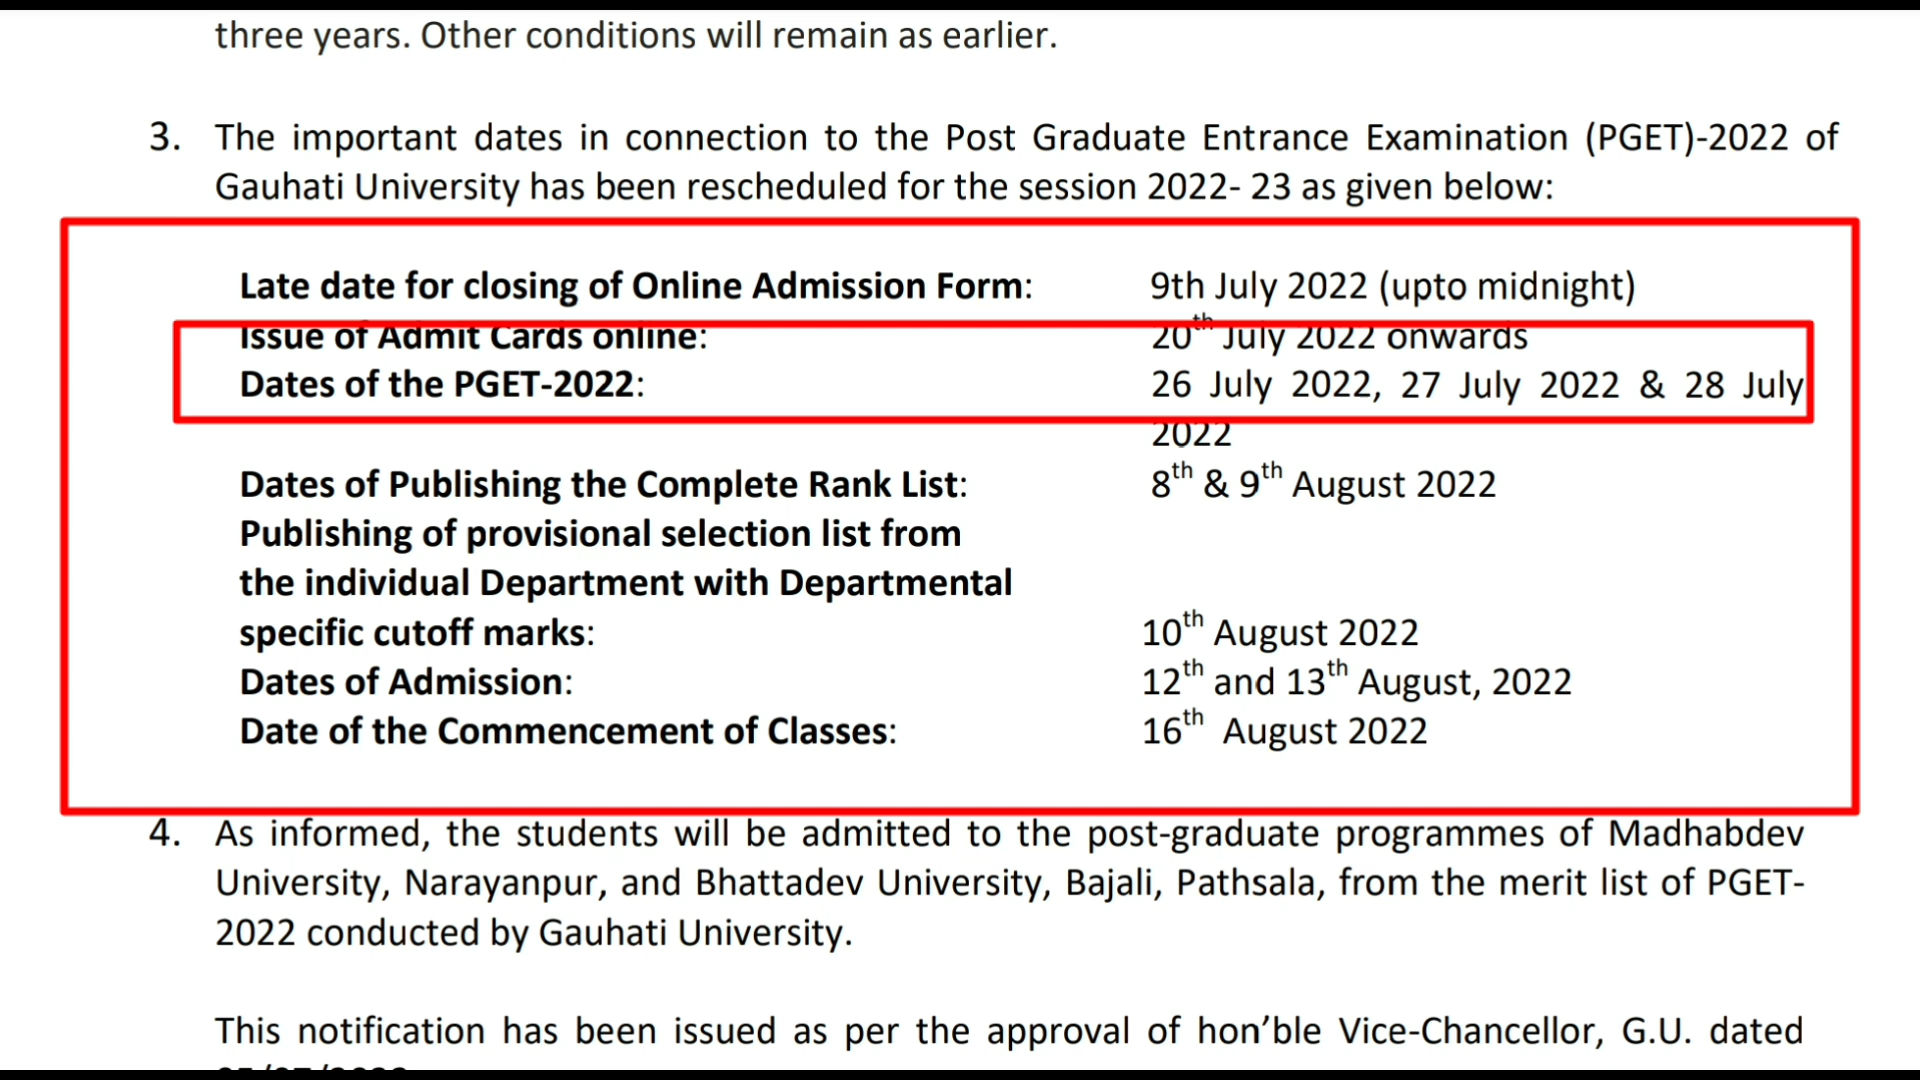 three years. Other conditions will remain as earlier.
3. The important dates in connection to the Post Graduate Entrance Examination (PGET)-2022 of
Gauhati University has been rescheduled for the session 2022- 23 as given below:
Late date for closing of Online Admission Form: 9th July 2022 (upto midnight)
Issue of Admit Cards online: 20th July 2022 onwards
Dates of the PGET-2022: 26 July 2022, 27 July 2022 & 28 July
2022
Dates of Publishing the Complete Rank List: 8th & 9th August 2022
Publishing of provisional selection list from
the individual Department with Departmental
specific cutoff marks: 10th August 2022
Dates of Admission: 12th and 13th August, 2022
Date of the Commencement of Classes: 16th August 2022
4. As informed, the students will be admitted to the post-graduate programmes of Madhabdev
University, Narayanpur, and Bhattadev University, Bajali, Pathsala, from the merit list of PGET-
2022 conducted by Gauhati University.
This notification has been issued as per the approval of hon’ble Vice-Chancellor, G.U. dated